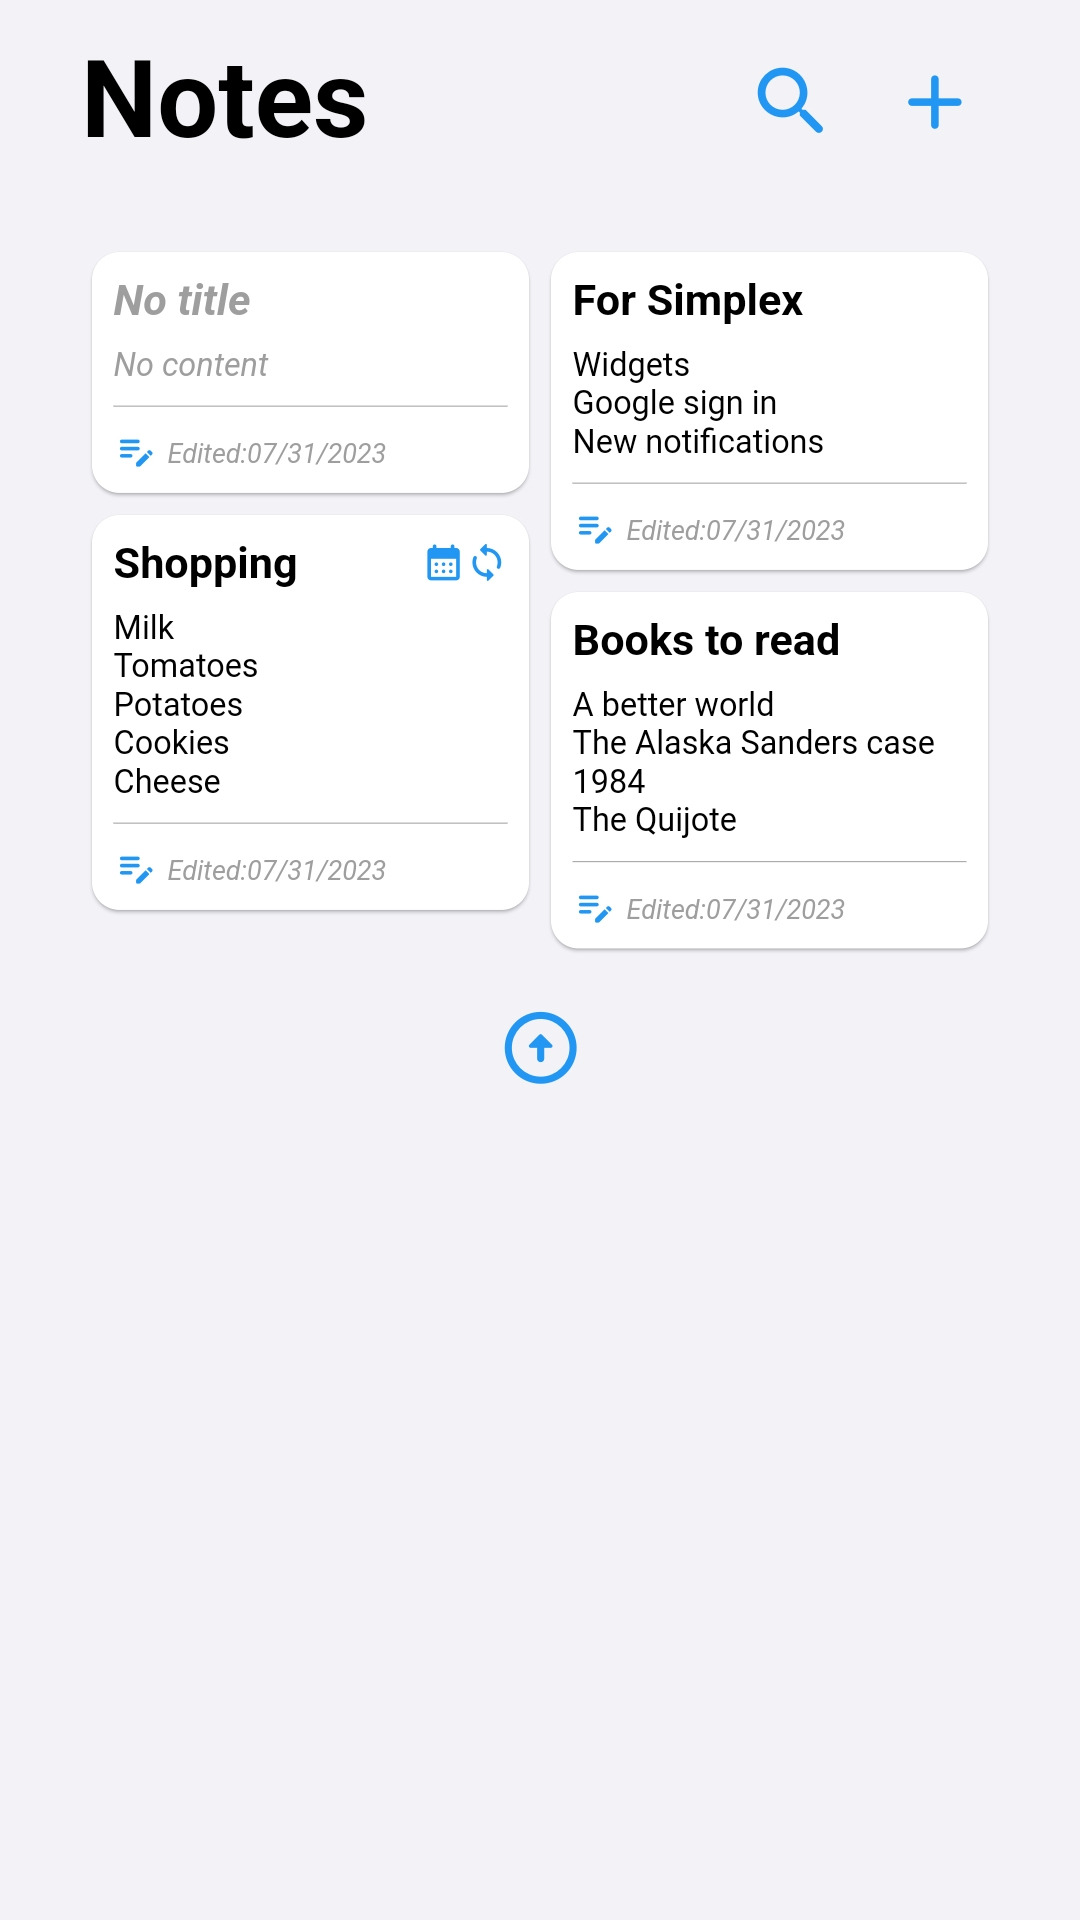 Notes
No title
No content
Edited:07/31/2023
For Simplex
Widgets
Google sign in
New notifications
Edited:07/31/2023
Shopping
Milk
Tomatoes
Potatoes
Cookies
Cheese
Edited:07/31/2023
Books to read
A better world
The Alaska Sanders case
1984
The Quijote
Edited:07/31/2023